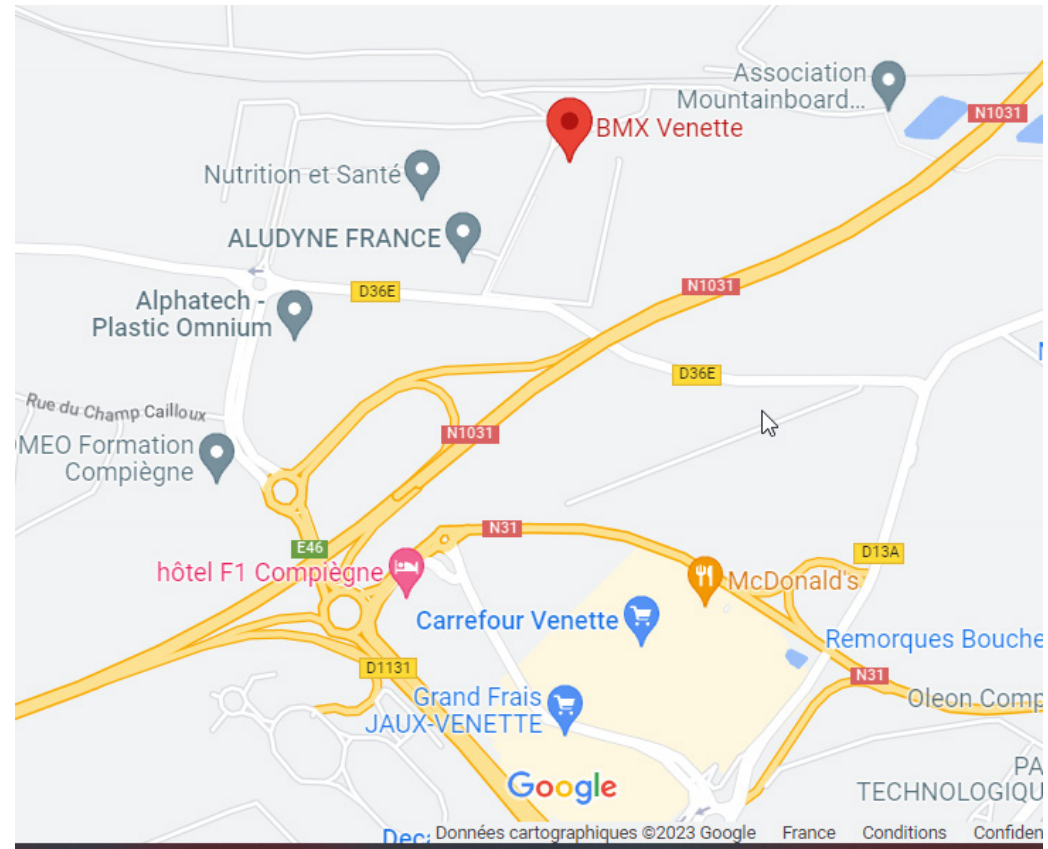 Association
Mountainboard...
N1031
BMX Venette
Nutrition et Santé
ALUDYNE FRANCE
N1031
D36E
Alphatech -
Plastic Omnium
D36E
Rue du Champ Cailloux
MEO Formation
Compiègne
N1031
N31
E46
D13A
hôtel F1 Compiègne
McDonald's
Carrefour Venette
Remorques Bouche
D1131
N31
Grand Frais
JAUX-VENETTE
Oleon Comp
Google
PA
TECHNOLOGIQU
Deca
Données cartographiques ©2023 Google France Conditions Confiden